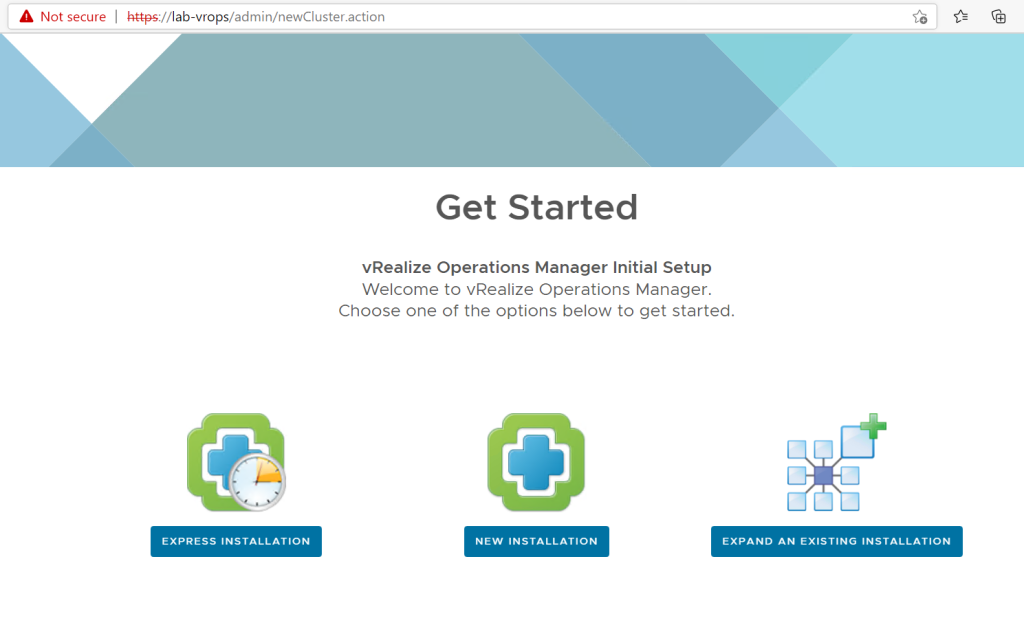 Not secure | https://lab-vrops/admin/newCluster.action
Get Started
vRealize Operations Manager Initial Setup
Welcome to vRealize Operations Manager.
Choose one of the options below to get started.
EXPRESS INSTALLATION
NEW INSTALLATION
EXPAND AN EXISTING INSTALLATION